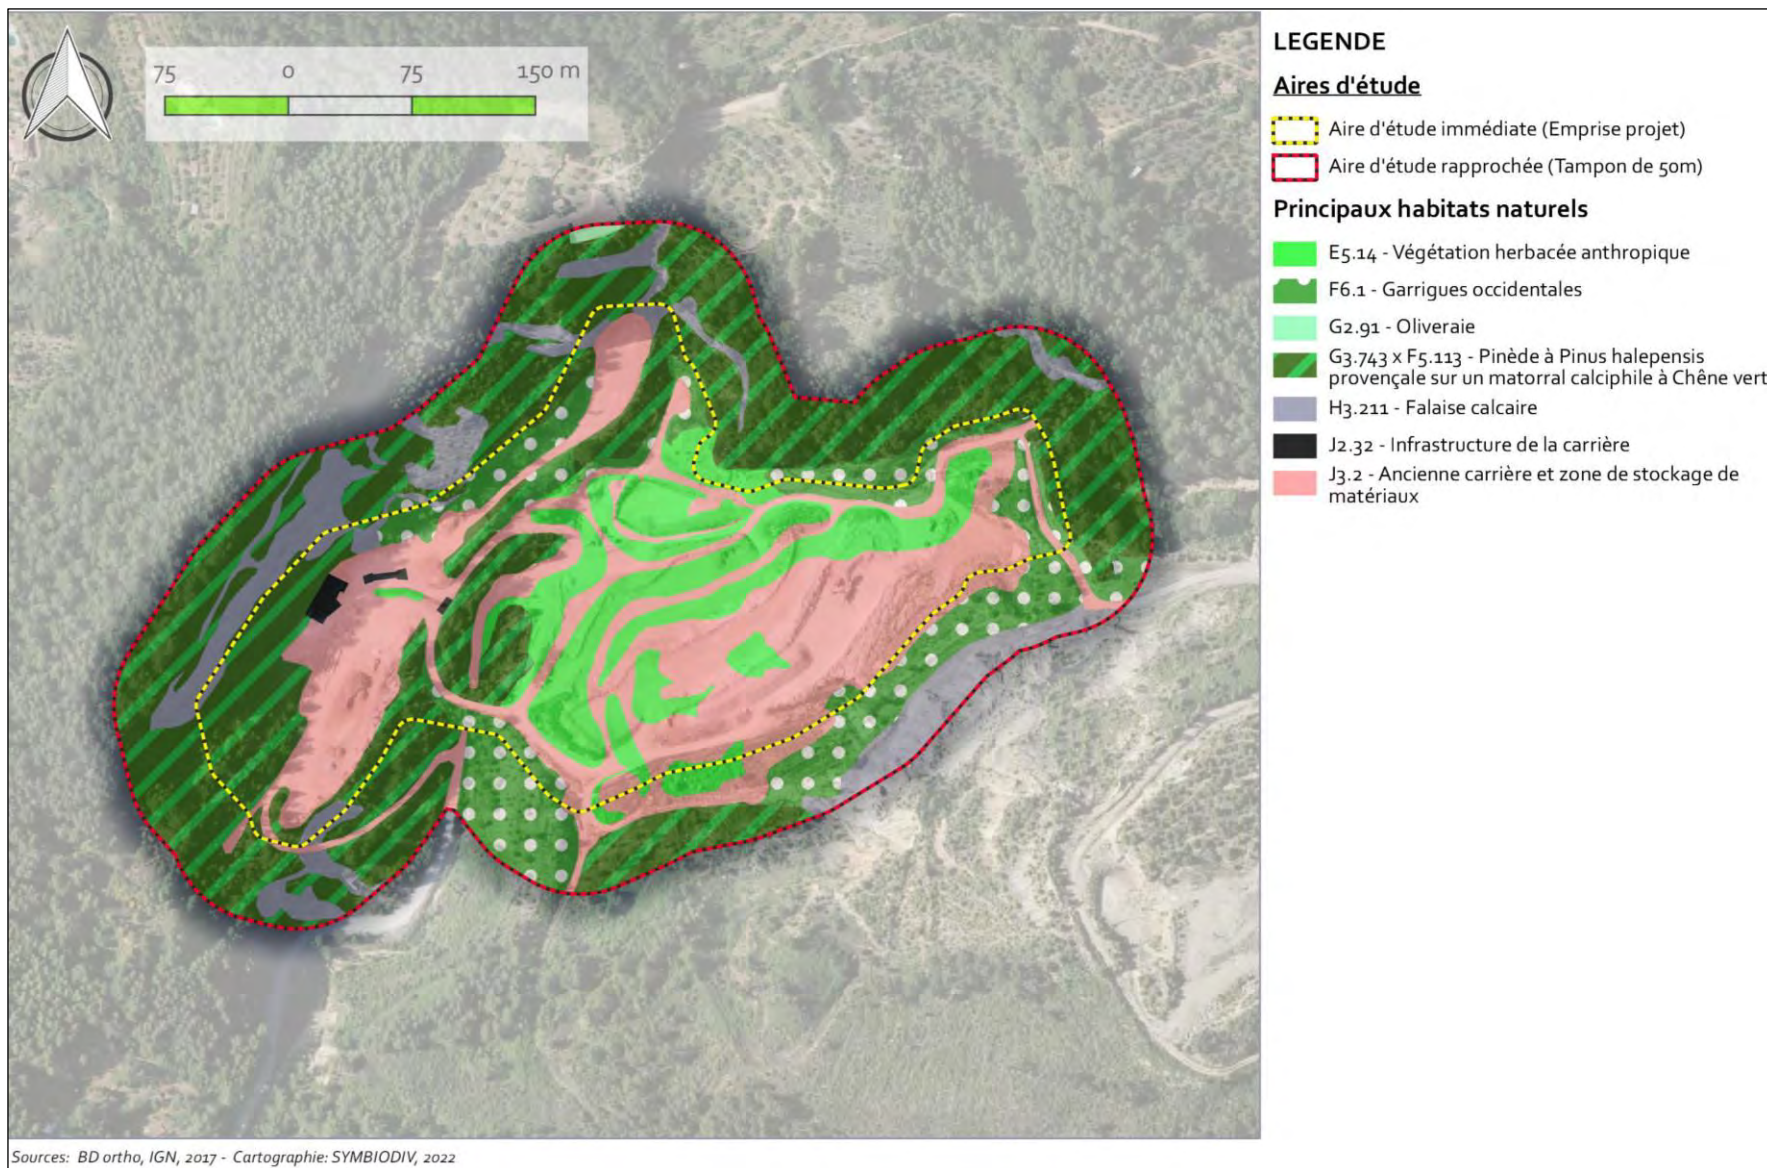 75 0 75 150 m
LEGENDE
Aires d'étude
Aire d'étude immédiate (Emprise projet)
Aire d'étude rapprochée (Tampon de 50m)
Principaux habitats naturels
E5.14 - Végétation herbacée anthropique
F6.1 - Garrigues occidentales
G2.91 - Oliveraie
G3.743 x F5.113 - Pinède à Pinus halepensis
provençale sur un matorral calciphile à Chêne vert
H3.211 - Falaise calcaire
J2.32 - Infrastructure de la carrière
J3.2 - Ancienne carrière et zone de stockage de
matériaux
Sources: BD ortho, IGN, 2017 - Cartographie: SYMBIODIV, 2022